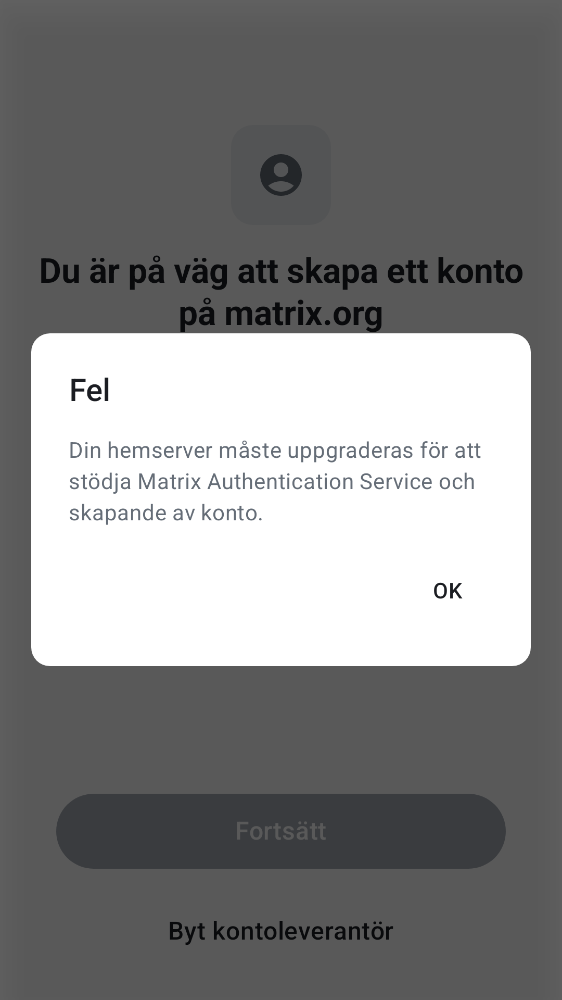 Du är på väg att skapa ett konto
på matrix.org
Fel
Din hemserver måste uppgraderas för att
stödja Matrix Authentication Service och
skapande av konto.
OK
Fortsätt
Byt kontoleverantör